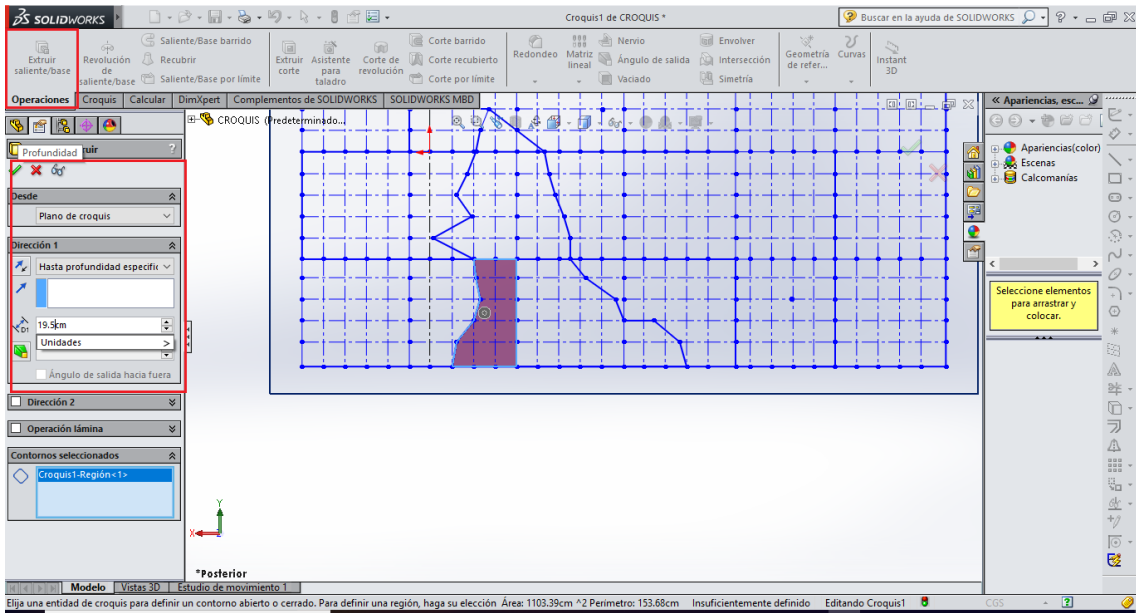 SOLIDWORKS
Croquis1 de CROQUIS *
Buscar en la ayuda de SOLIDWORKS
Extruir saliente/base
Revolución de saliente/base
Saliente/Base barrido
Recubrir
Saliente/Base por límite
Extruir corte
Asistente para taladro
Corte de revolución
Corte barrido
Corte recubierto
Corte por límite
Redondeo
Matriz lineal
Nervio
Ángulo de salida
Vaciado
Envolver
Intersección
Simetría
Geometría de refer...
Curvas
Instant 3D
Operaciones Croquis Calcular DimXpert Complementos de SOLIDWORKS SOLIDWORKS MBD
CROQUIS (Predeterminado...
Profundidad
ruir ?
Desde
Plano de croquis
Dirección 1
Hasta profundidad especific
D1
19.5cm
Unidades >
Ángulo de salida hacia fuera
Dirección 2
Operación lámina
Contornos seleccionados
Croquis1-Región<1>
Y
X
*Posterior
« Apariencias, esc...
Apariencias(color)
Escenas
Calcomanías
Seleccione elementos
para arrastrar y
colocar.
Modelo Vistas 3D Estudio de movimiento 1
Elija una entidad de croquis para definir un contorno abierto o cerrado. Para definir una región, haga su elección Área: 1103.39cm ^2 Perímetro: 153.68cm Insuficientemente definido Editando Croquis1 CGS - ?